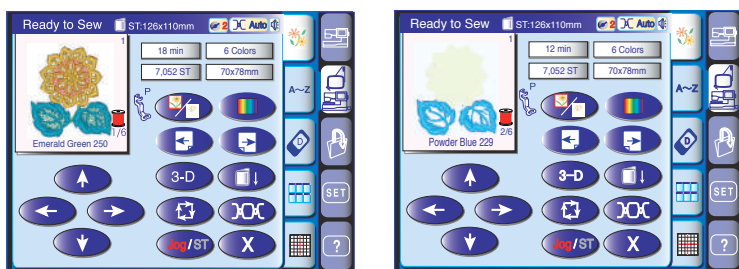 Ready to Sew ST:126x110mm 2 Auto
1
18 min 6 Colors
7,052 ST 70x78mm
P
1/6
Emerald Green 250
3-D
Jog/ST X
A~Z
D
SET
?
Ready to Sew ST:126x110mm 2 Auto
1
12 min 6 Colors
7,052 ST 70x78mm
P
2/6
Powder Blue 229
3-D
Jog/ST X
A~Z
D
SET
?